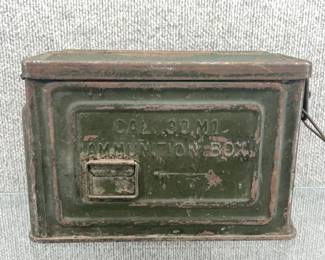 CAL .30 M1
AMMUNITION BOX